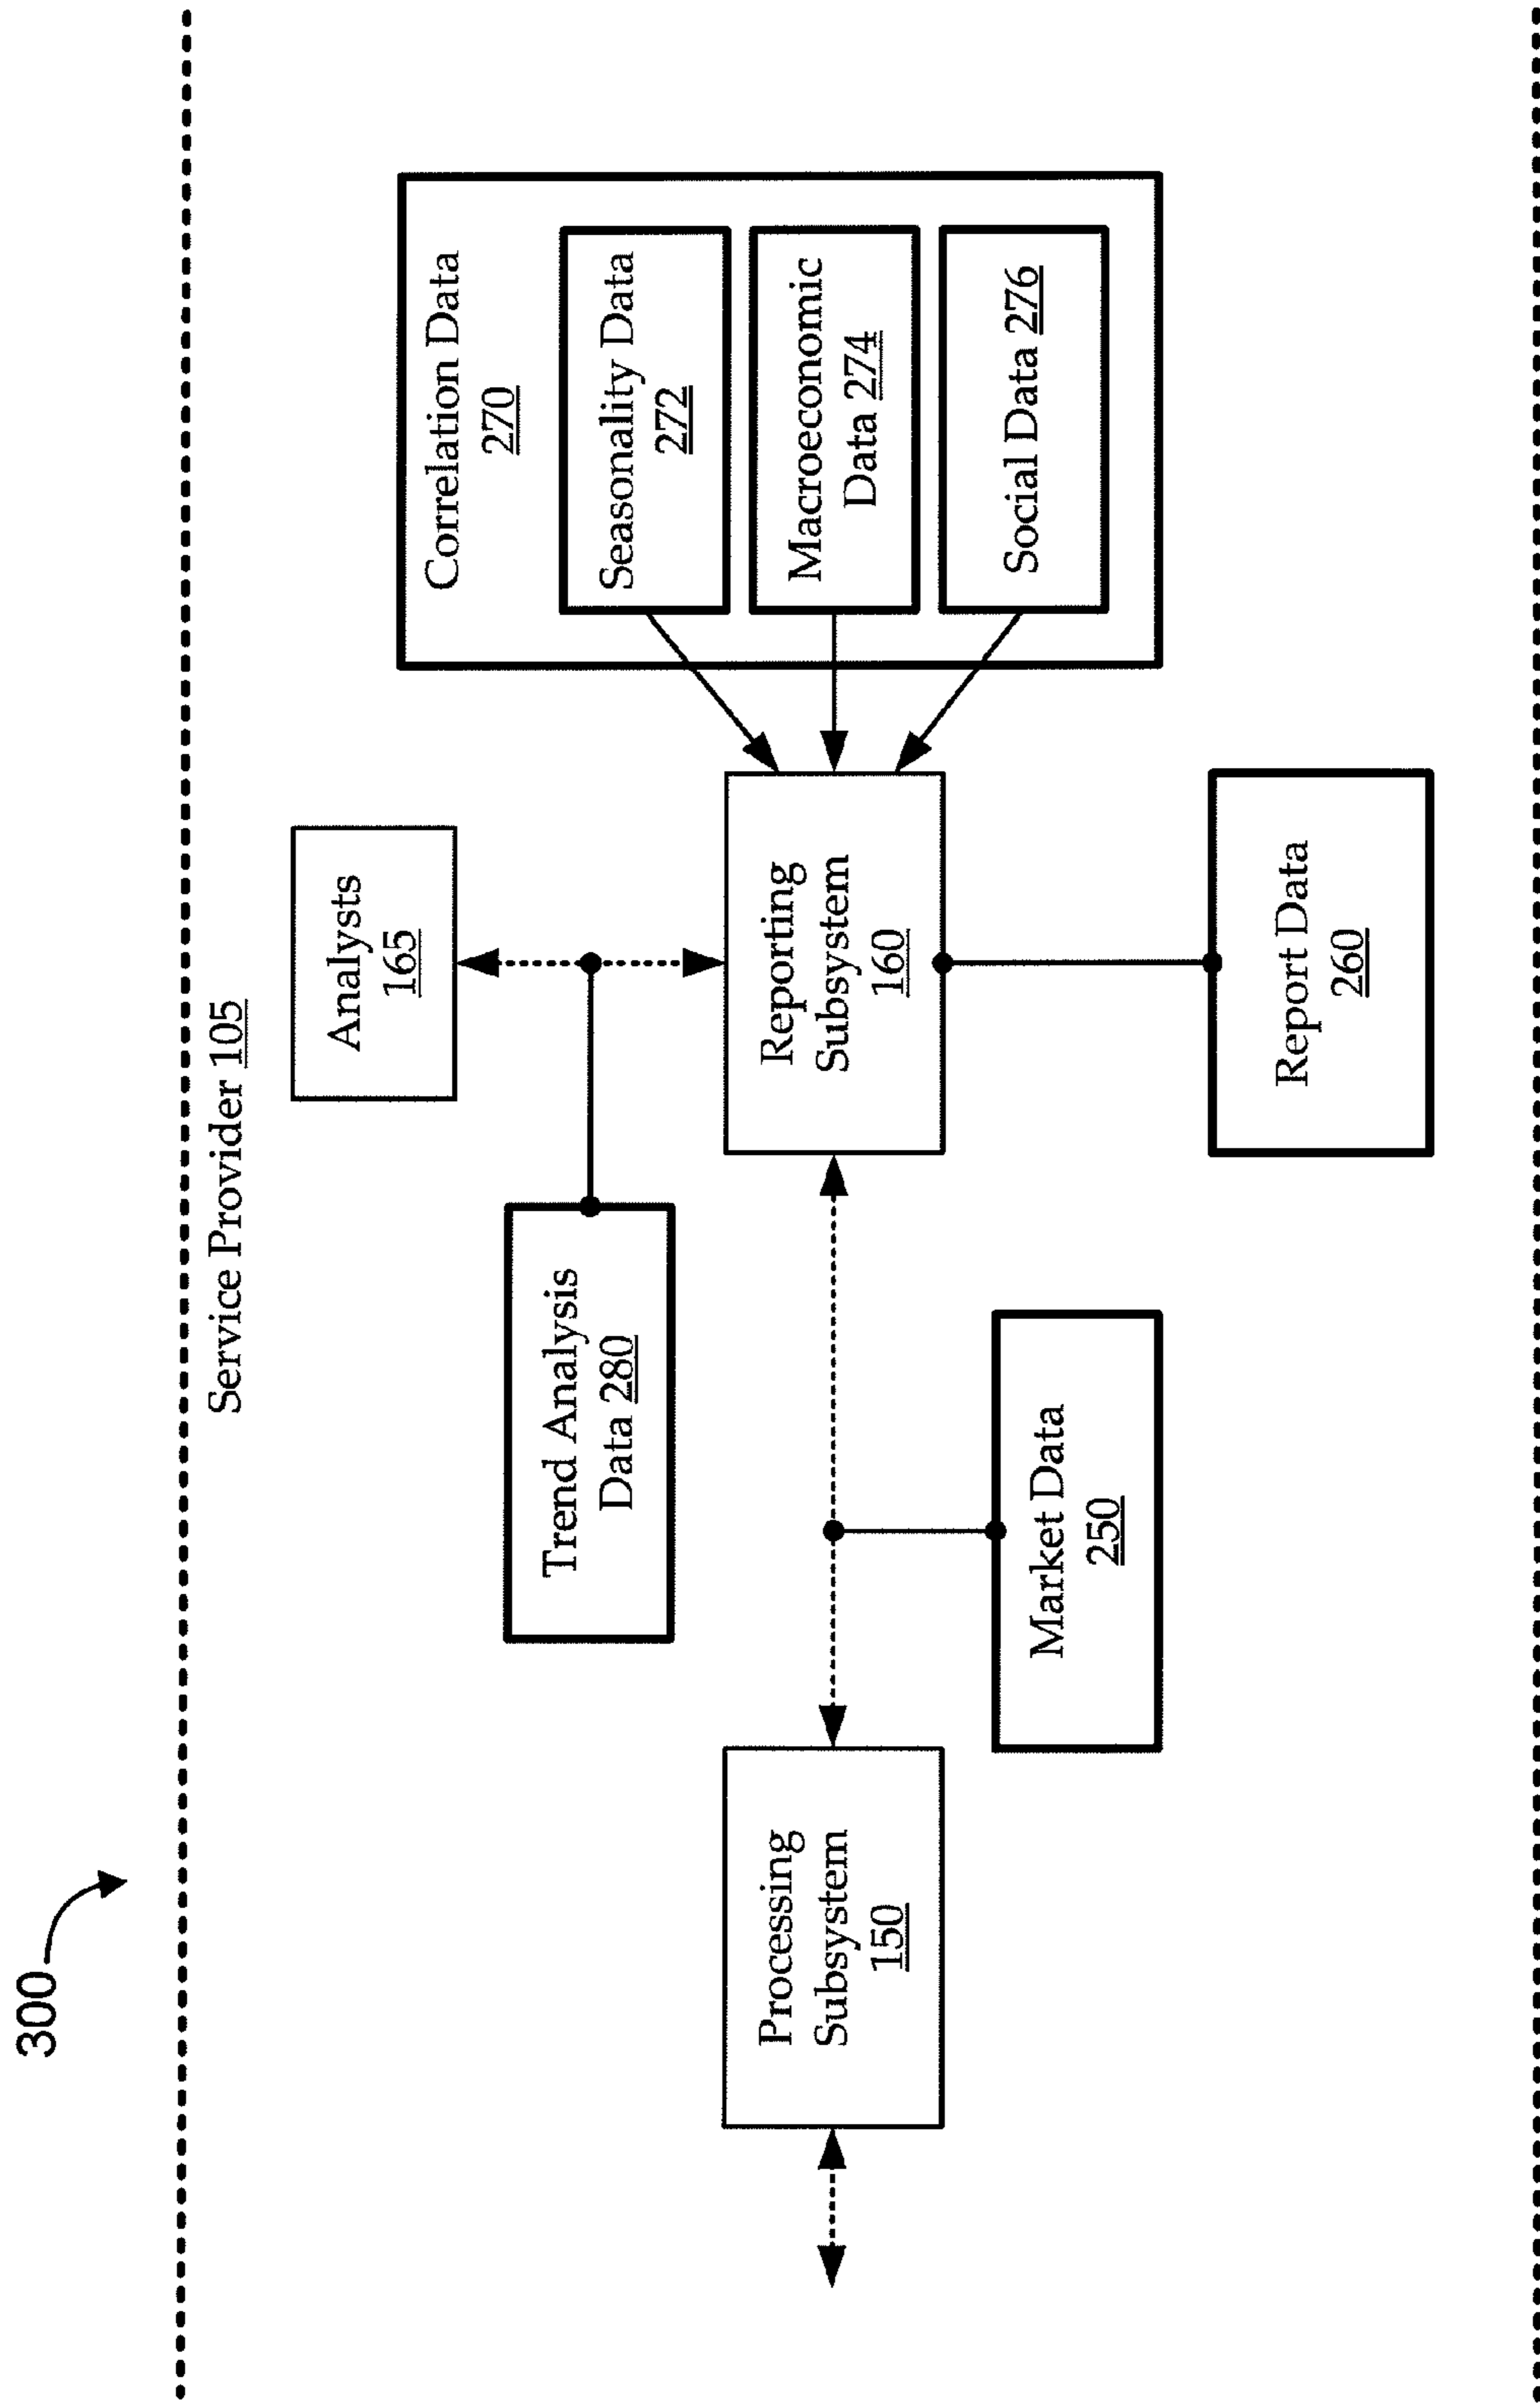 300
Service Provider 105
Analysts
165
Trend Analysis
Data 280
Correlation Data
270
Seasonality Data
272
Macroeconomic
Data 274
Social Data 276
Processing
Subsystem
150
Reporting
Subsystem
160
Market Data
250
Report Data
260